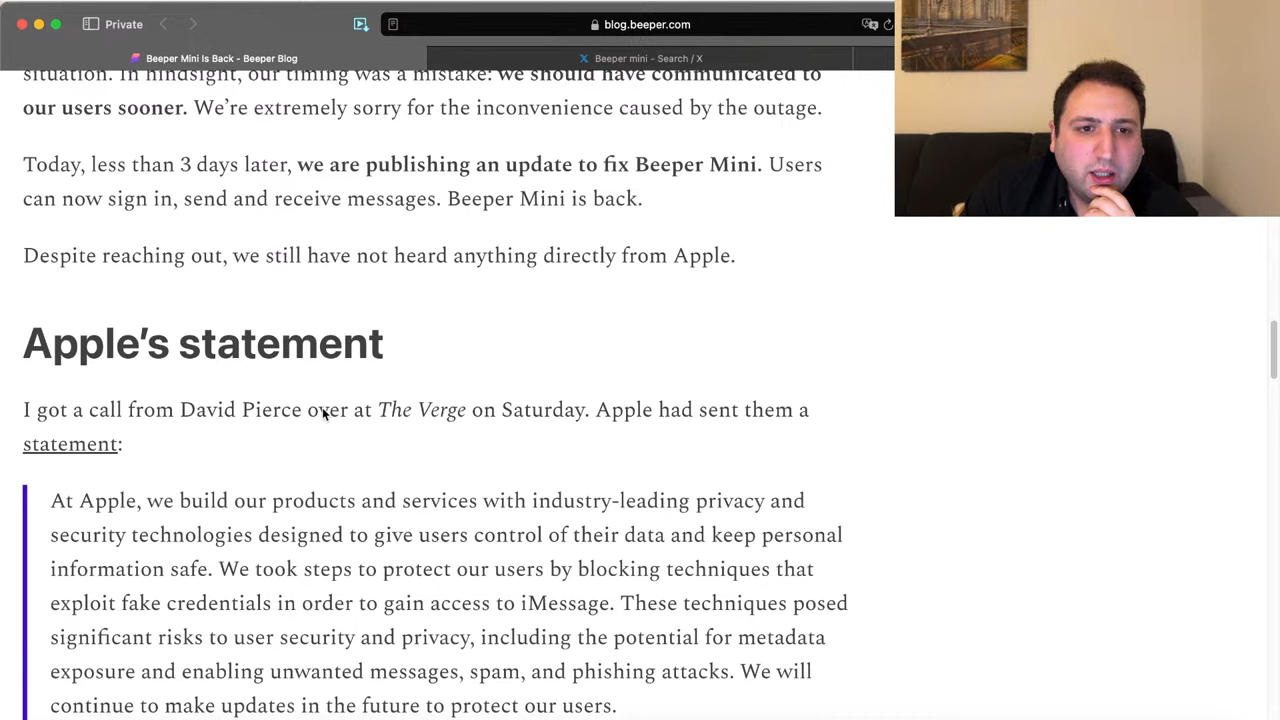 Private
blog.beeper.com
Beeper Mini Is Back - Beeper Blog
Beeper mini - Search / X
situation. In hindsight, our timing was a mistake: we should have communicated to
our users sooner. We’re extremely sorry for the inconvenience caused by the outage.
Today, less than 3 days later, we are publishing an update to fix Beeper Mini. Users
can now sign in, send and receive messages. Beeper Mini is back.
Despite reaching out, we still have not heard anything directly from Apple.
Apple’s statement
I got a call from David Pierce over at The Verge on Saturday. Apple had sent them a
statement:
At Apple, we build our products and services with industry-leading privacy and
security technologies designed to give users control of their data and keep personal
information safe. We took steps to protect our users by blocking techniques that
exploit fake credentials in order to gain access to iMessage. These techniques posed
significant risks to user security and privacy, including the potential for metadata
exposure and enabling unwanted messages, spam, and phishing attacks. We will
continue to make updates in the future to protect our users.